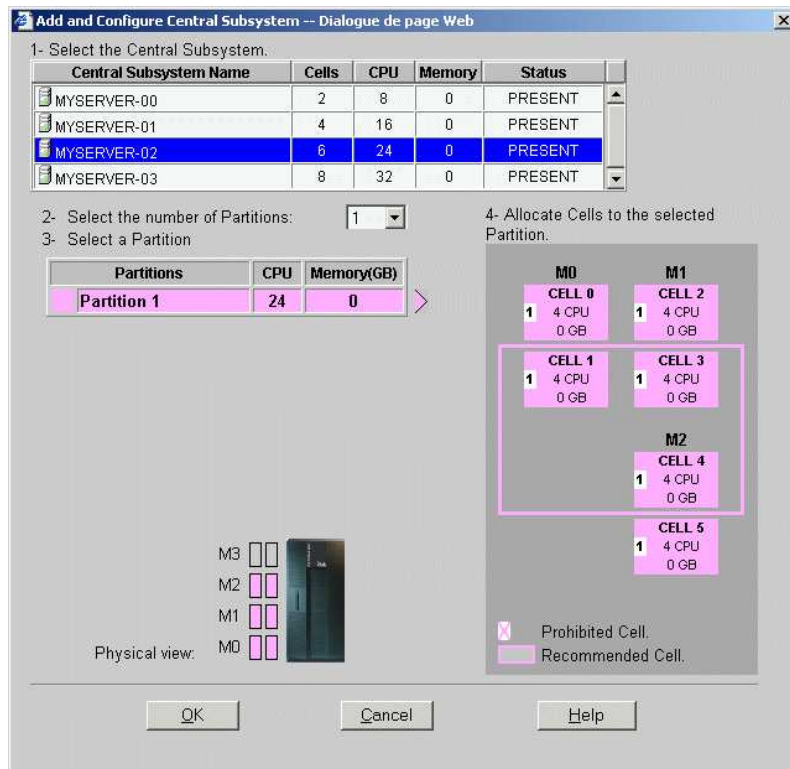 Add and Configure Central Subsystem -- Dialogue de page Web
1- Select the Central Subsystem.
Central Subsystem Name Cells CPU Memory Status
MYSERVER-00 2 8 0 PRESENT
MYSERVER-01 4 16 0 PRESENT
MYSERVER-02 6 24 0 PRESENT
MYSERVER-03 8 32 0 PRESENT
2- Select the number of Partitions: 1
3- Select a Partition
Partitions CPU Memory(GB)
Partition 1 24 0
4- Allocate Cells to the selected
Partition.
M0 M1
CELL 0 CELL 2
1 4 CPU 1 4 CPU
0 GB 0 GB
CELL 1 CELL 3
1 4 CPU 1 4 CPU
0 GB 0 GB
M2
CELL 4
1 4 CPU
0 GB
CELL 5
1 4 CPU
0 GB
X Prohibited Cell.
Recommended Cell.
M3
M2
M1
Physical view: M0
OK Cancel Help